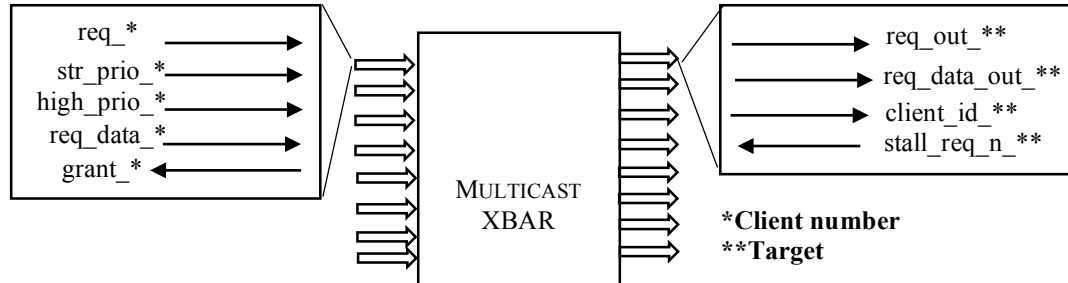 req_*
str_prio_*
high_prio_*
req_data_*
grant_*
MULTICAST
XBAR
req_out_**
req_data_out_**
client_id_**
stall_req_n_**
*Client number
**Target